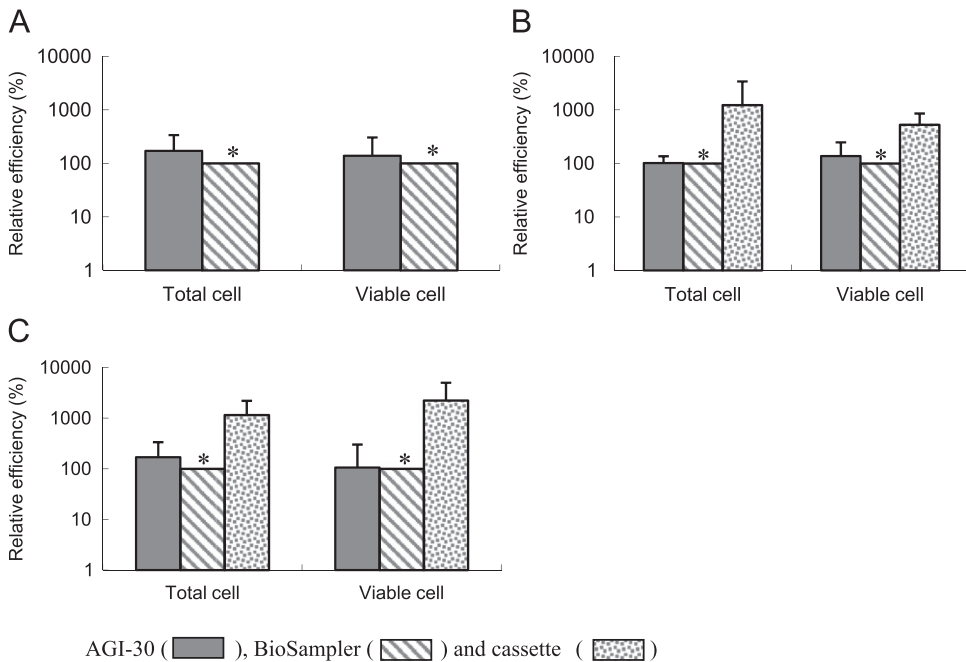 A
Relative efficiency (%)
10000
1000
100
10
1
*
*
Total cell
Viable cell
B
Relative efficiency (%)
10000
1000
100
10
1
*
*
Total cell
Viable cell
C
Relative efficiency (%)
10000
1000
100
10
1
*
*
Total cell
Viable cell
AGI-30 ( ), BioSampler ( ) and cassette ( )